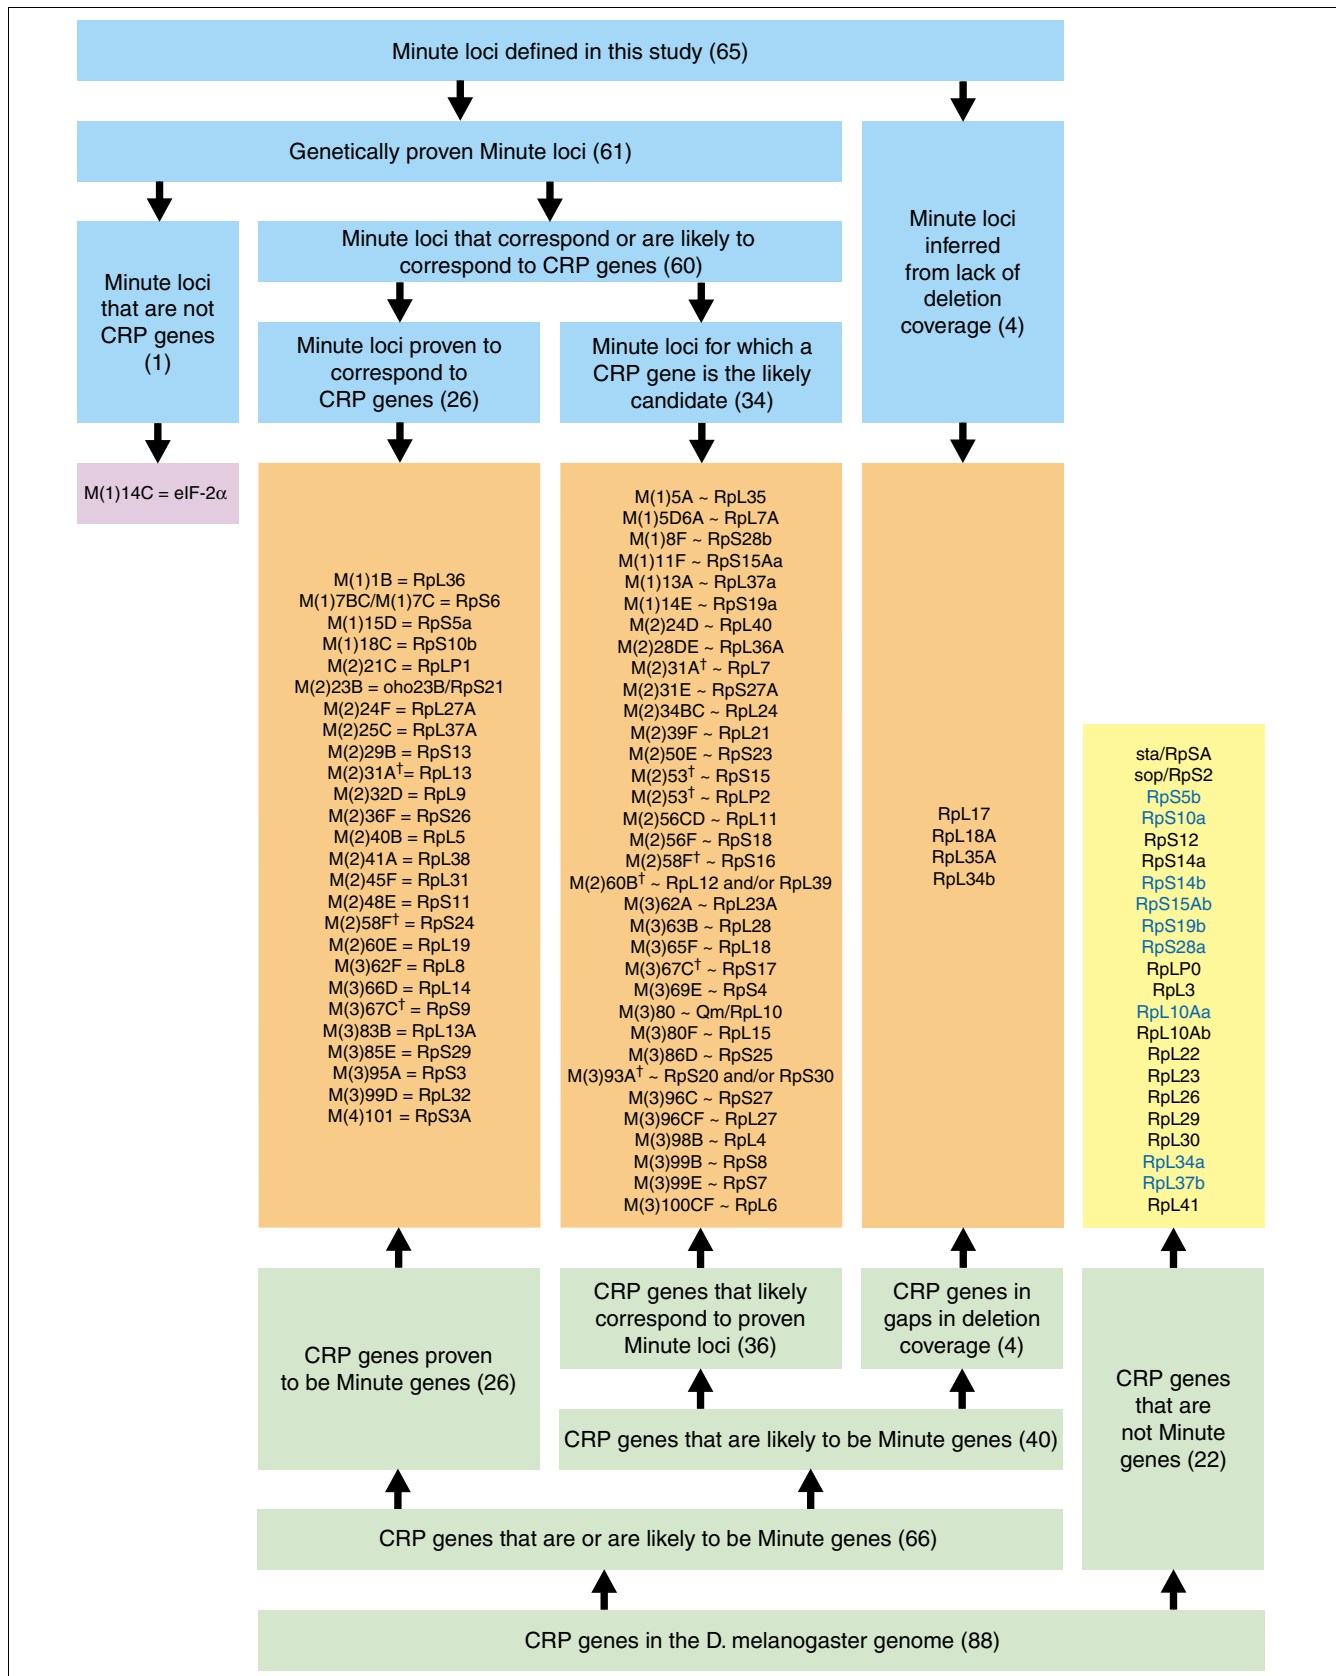 Minute loci defined in this study (65)
Genetically proven Minute loci (61)
Minute loci
inferred
from lack of
deletion
coverage (4)
Minute loci
that are not
CRP genes
(1)
Minute loci that correspond or are likely to
correspond to CRP genes (60)
Minute loci proven to
correspond to
CRP genes (26)
Minute loci for which a
CRP gene is the likely
candidate (34)
M(1)14C = eIF-2α
M(1)1B = RpL36
M(1)7BC/M(1)7C = RpS6
M(1)15D = RpS5a
M(1)18C = RpS10b
M(2)21C = RpLP1
M(2)23B = oho23B/RpS21
M(2)24F = RpL27A
M(2)25C = RpL37A
M(2)29B = RpS13
M(2)31A†= RpL13
M(2)32D = RpL9
M(2)36F = RpS26
M(2)40B = RpL5
M(2)41A = RpL38
M(2)45F = RpL31
M(2)48E = RpS11
M(2)58F† = RpS24
M(2)60E = RpL19
M(3)62F = RpL8
M(3)66D = RpL14
M(3)67C† = RpS9
M(3)83B = RpL13A
M(3)85E = RpS29
M(3)95A = RpS3
M(3)99D = RpL32
M(4)101 = RpS3A
M(1)5A ~ RpL35
M(1)5D6A ~ RpL7A
M(1)8F ~ RpS28b
M(1)11F ~ RpS15Aa
M(1)13A ~ RpL37a
M(1)14E ~ RpS19a
M(2)24D ~ RpL40
M(2)28DE ~ RpL36A
M(2)31A† ~ RpL7
M(2)31E ~ RpS27A
M(2)34BC ~ RpL24
M(2)39F ~ RpL21
M(2)50E ~ RpS23
M(2)53† ~ RpS15
M(2)53† ~ RpLP2
M(2)56CD ~ RpL11
M(2)56F ~ RpS18
M(2)58F† ~ RpS16
M(2)60B† ~ RpL12 and/or RpL39
M(3)62A ~ RpL23A
M(3)63B ~ RpL28
M(3)65F ~ RpL18
M(3)67C† ~ RpS17
M(3)69E ~ RpS4
M(3)80 ~ Qm/RpL10
M(3)80F ~ RpL15
M(3)86D ~ RpS25
M(3)93A† ~ RpS20 and/or RpS30
M(3)96C ~ RpS27
M(3)96CF ~ RpL27
M(3)98B ~ RpL4
M(3)99B ~ RpS8
M(3)99E ~ RpS7
M(3)100CF ~ RpL6
RpL17
RpL18A
RpL35A
RpL34b
sta/RpSA
sop/RpS2
RpS5b
RpS10a
RpS12
RpS14a
RpS14b
RpS15Ab
RpS19b
RpS28a
RpLP0
RpL3
RpL10Aa
RpL10Ab
RpL22
RpL23
RpL26
RpL29
RpL30
RpL34a
RpL37b
RpL41
CRP genes proven
to be Minute genes (26)
CRP genes that likely
correspond to proven
Minute loci (36)
CRP genes in
gaps in deletion
coverage (4)
CRP genes
that are
not Minute
genes (22)
CRP genes that are likely to be Minute genes (40)
CRP genes that are or are likely to be Minute genes (66)
CRP genes in the D. melanogaster genome (88)